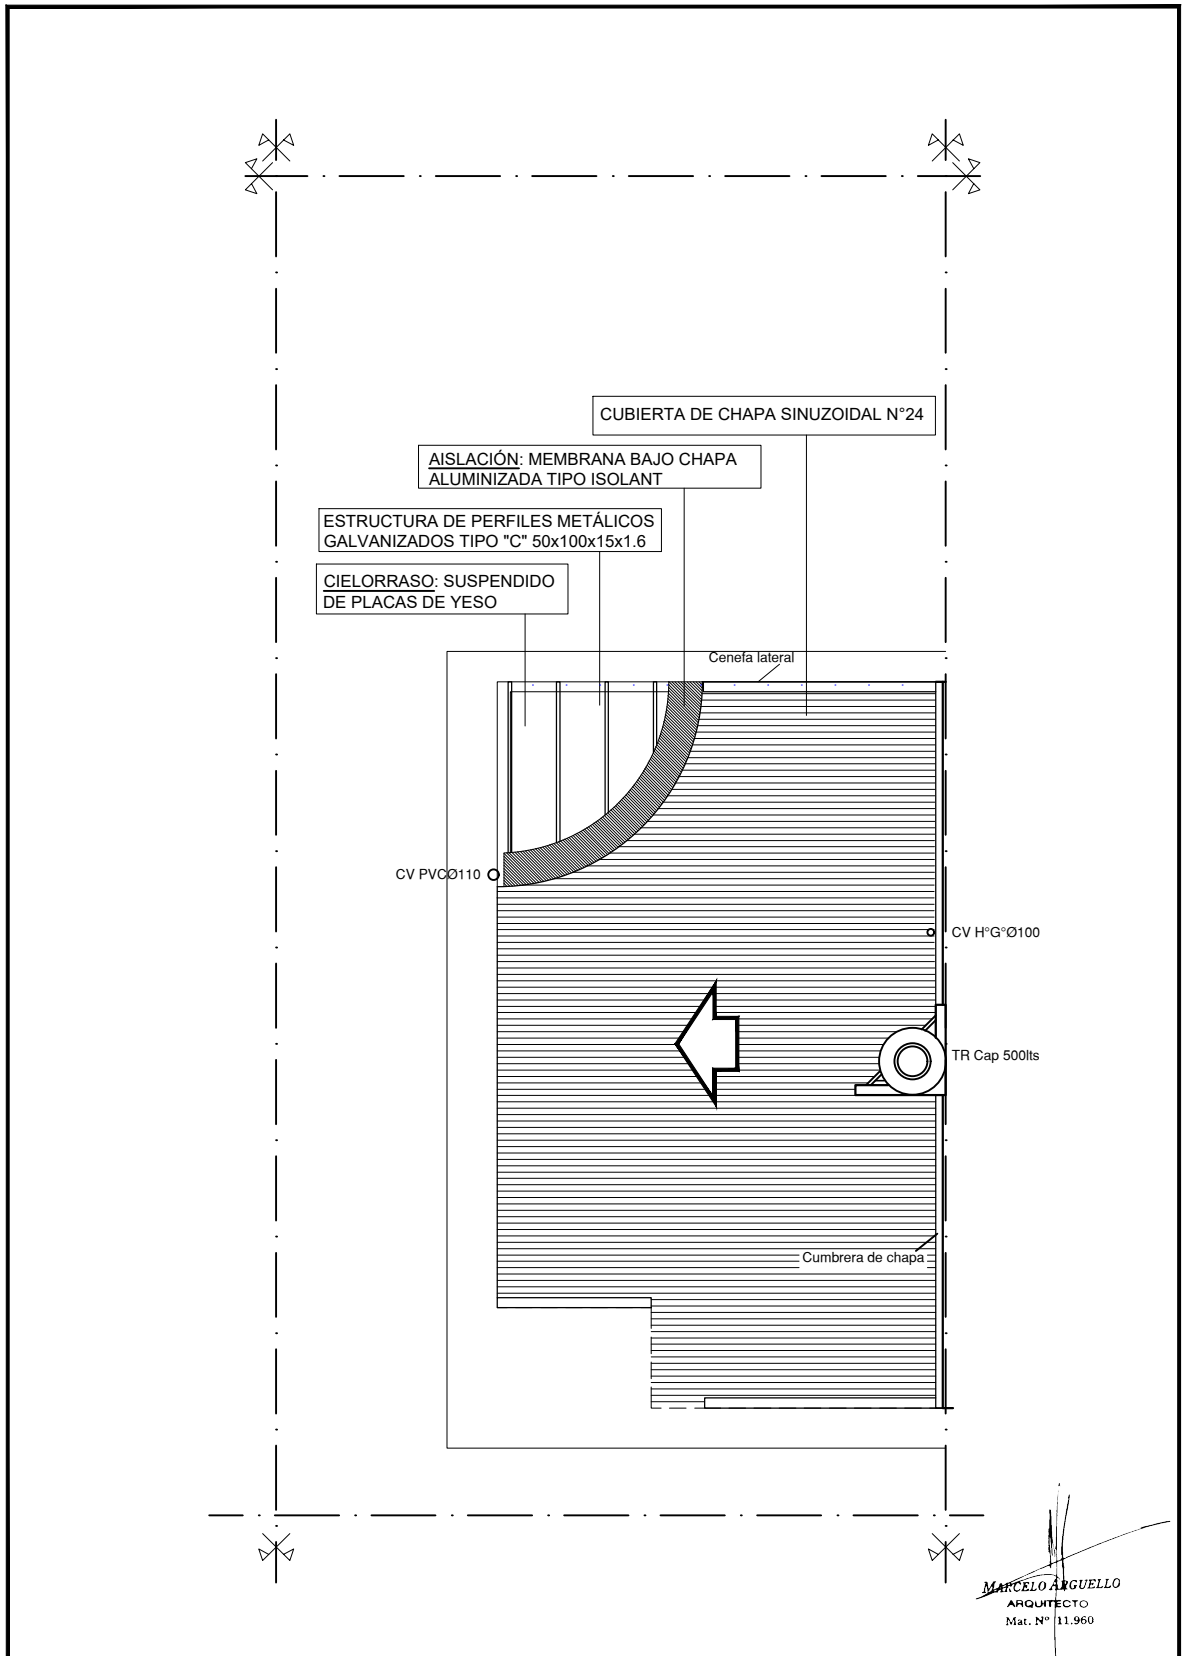 CUBIERTA DE CHAPA SINUZOIDAL N°24
AISLACIÓN: MEMBRANA BAJO CHAPA
ALUMINIZADA TIPO ISOLANT
ESTRUCTURA DE PERFILES METÁLICOS
GALVANIZADOS TIPO "C" 50x100x15x1.6
CIELORRASO: SUSPENDIDO
DE PLACAS DE YESO
Cenefa lateral
CV PVCØ110
CV H°G°Ø100
TR Cap 500lts
Cumbrera de chapa
MARCELO ARGUELLO
ARQUITECTO
Mat. Nº 11.960